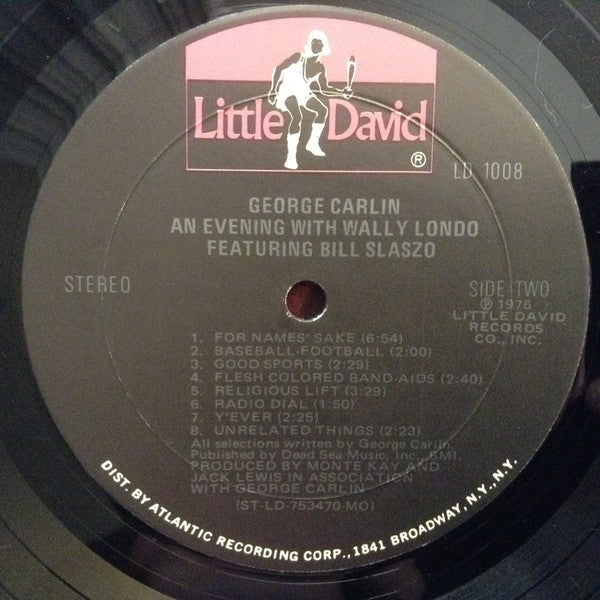 Little David ®
LD 1008
GEORGE CARLIN
AN EVENING WITH WALLY LONDO
FEATURING BILL SLASZO
STEREO
SIDE TWO
℗ 1975
LITTLE DAVID
RECORDS
CO., INC.
1. FOR NAMES' SAKE (6:54)
2. BASEBALL-FOOTBALL (2:00)
3. GOOD SPORTS (2:29)
4. FLESH COLORED BAND-AIDS (2:40)
5. RELIGIOUS LIFT (3:29)
6. RADIO DIAL (1:50)
7. Y'EVER (2:25)
8. UNRELATED THINGS (2:23)
All selections written by George Carlin.
Published by Dead Sea Music, Inc., BMI.
PRODUCED BY MONTE KAY AND
JACK LEWIS IN ASSOCIATION
WITH GEORGE CARLIN
(ST-LD-753470-MO)
DIST. BY ATLANTIC RECORDING CORP., 1841 BROADWAY, N.Y., N.Y.